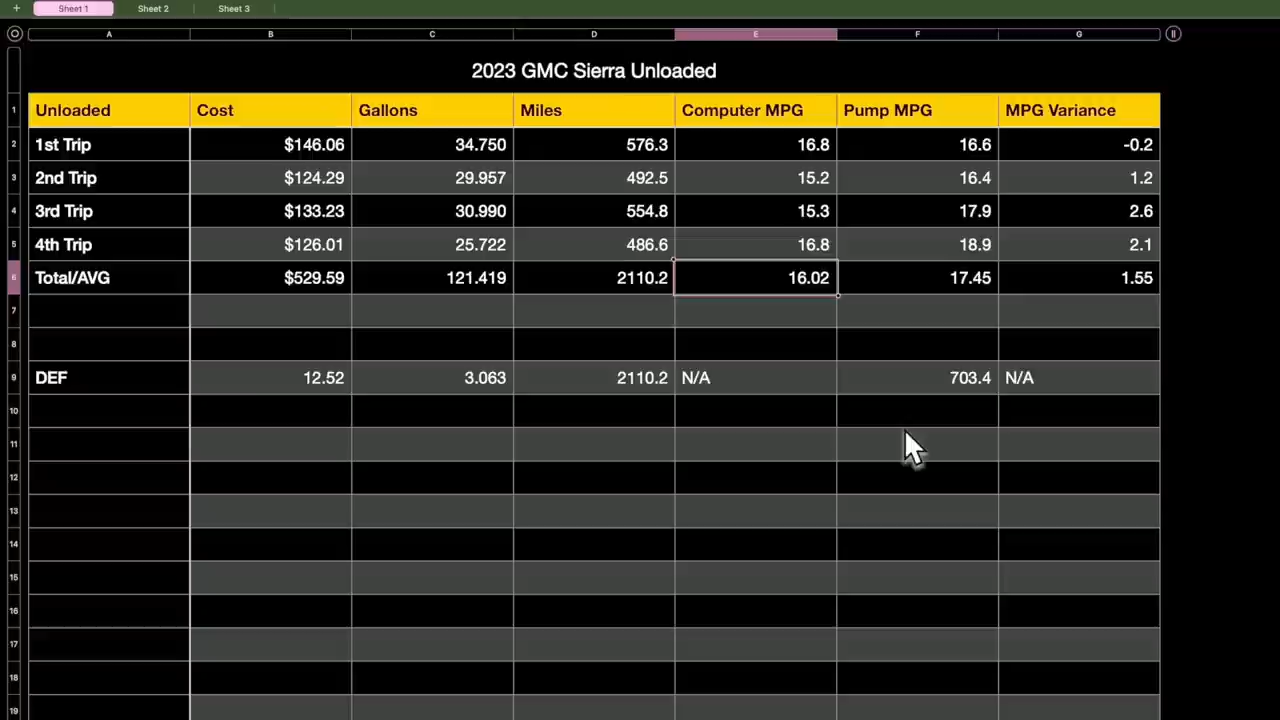 + Sheet 1 Sheet 2 Sheet 3
A B C D E F G
2023 GMC Sierra Unloaded
1 Unloaded Cost Gallons Miles Computer MPG Pump MPG MPG Variance
2 1st Trip $146.06 34.750 576.3 16.8 16.6 -0.2
3 2nd Trip $124.29 29.957 492.5 15.2 16.4 1.2
4 3rd Trip $133.23 30.990 554.8 15.3 17.9 2.6
5 4th Trip $126.01 25.722 486.6 16.8 18.9 2.1
6 Total/AVG $529.59 121.419 2110.2 16.02 17.45 1.55
7
8
9 DEF 12.52 3.063 2110.2 N/A 703.4 N/A
10
11
12
13
14
15
16
17
18
19